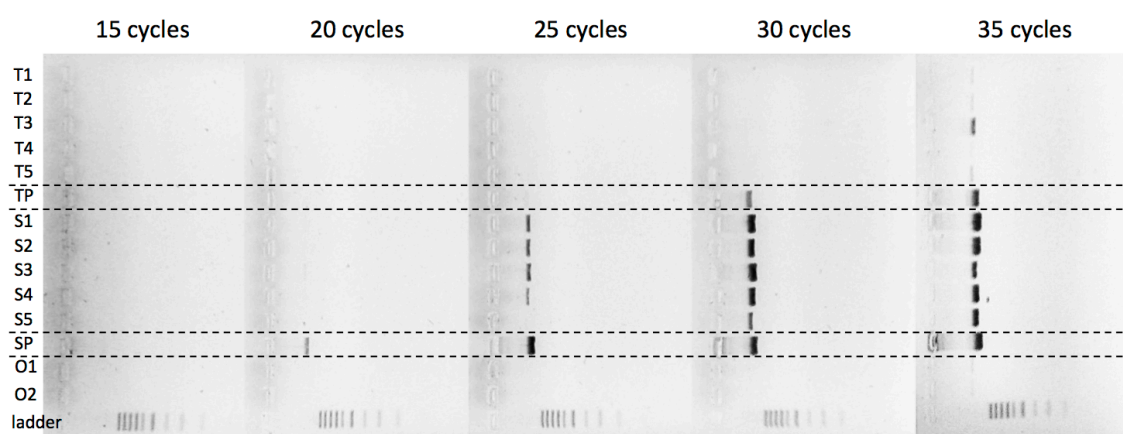 15 cycles 20 cycles 25 cycles 30 cycles 35 cycles
T1
T2
T3
T4
T5
TP
S1
S2
S3
S4
S5
SP
O1
O2
ladder